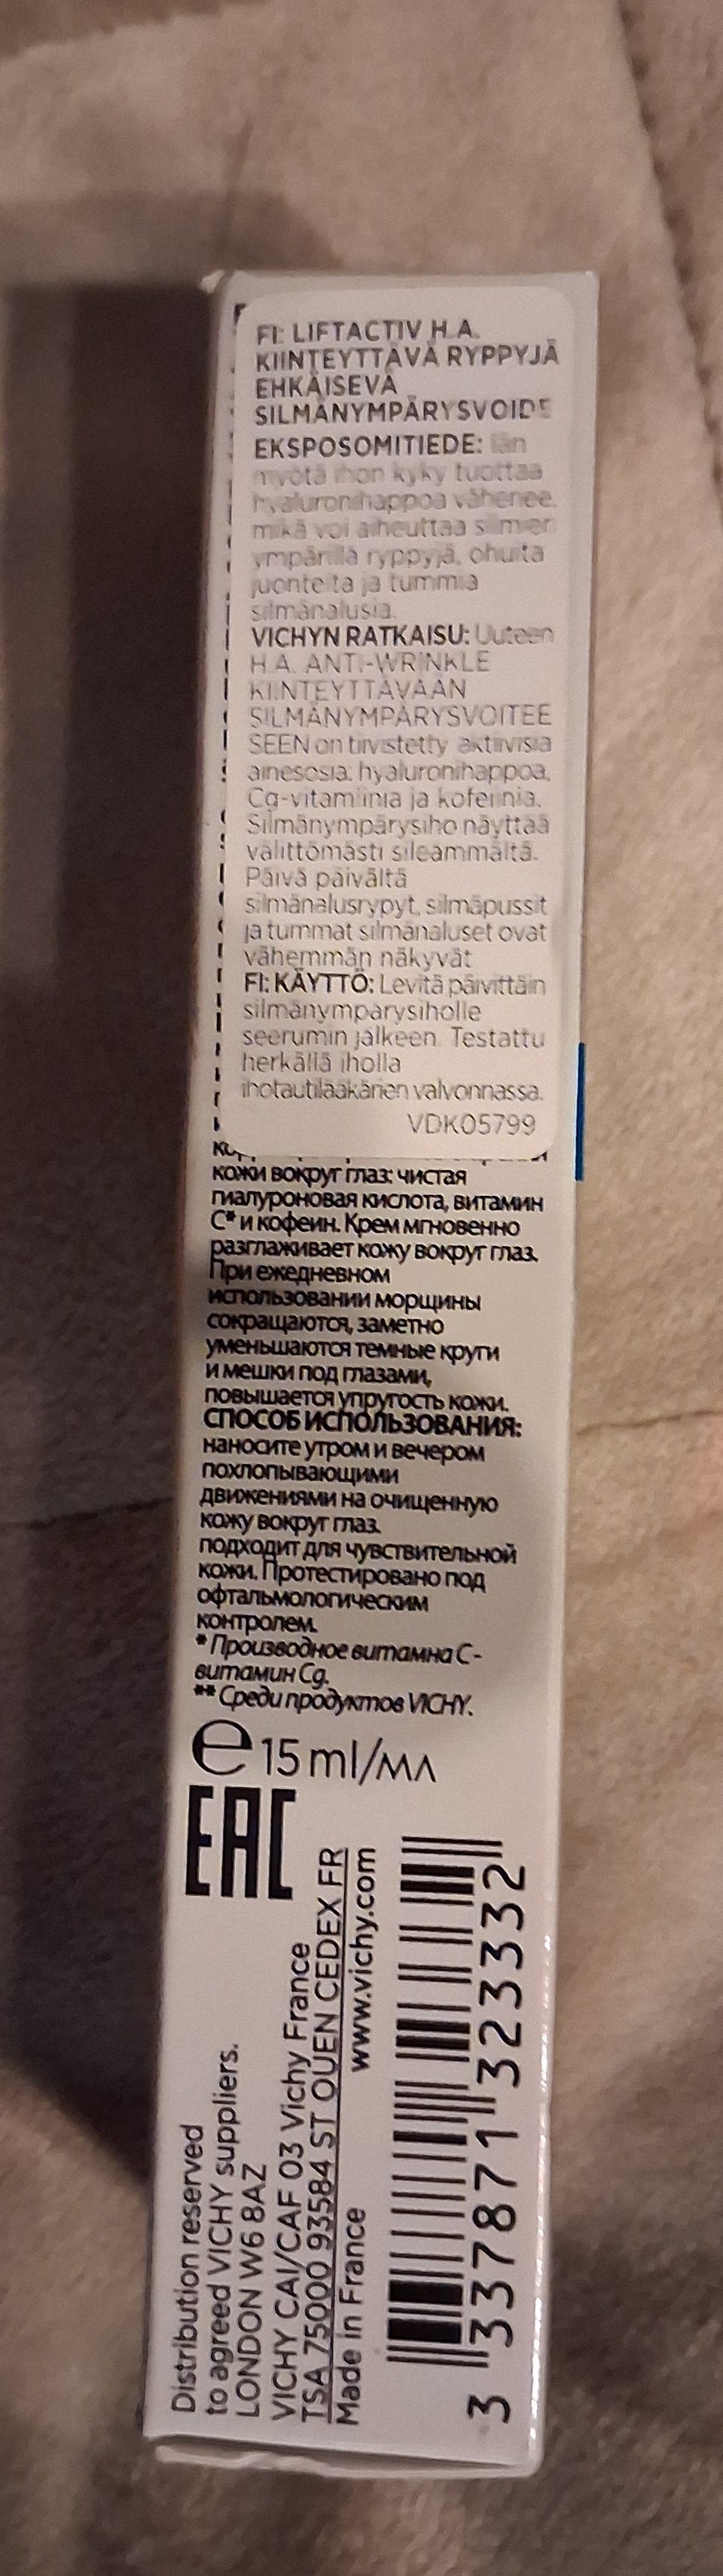 FI: LIFTACTIV H.A.
KIINTEYTTÄVÄ RYPPYJÄ
EHKÄISEVÄ
SILMÄNYMPÄRYSVOIDE
EKSPOSOMITIEDE: Iän
myötä ihon kyky tuottaa
hyaluronihappoa vähenee,
mikä voi aiheuttaa silmien
ympärillä ryppyjä, ohuita
juonteita ja tummia
silmänalusia.
VICHYN RATKAISU: Uuteen
H.A. ANTI-WRINKLE
KIINTEYTTÄVÄÄN
SILMÄNYMPÄRYSVOITEE
SEEN on tiivistetty aktiivisia
ainesosia: hyaluronihappoa,
Cg-vitamiinia ja kofeiinia.
Silmänympärysiho näyttää
välittömästi sileämmältä.
Päivä päivältä
silmänalusrypyt, silmäpussit
ja tummat silmänaluset ovat
vähemmän näkyvät
FI: KÄYTTÖ: Levitä päivittäin
silmänympärysiholle
seerumin jälkeen. Testattu
herkällä iholla
ihotautilääkärien valvonnassa.
VDK05799
кожи вокруг глаз: чистая
гиалуроновая кислота, витамин
С* и кофеин. Крем мгновенно
разглаживает кожу вокруг глаз.
При ежедневном
использовании морщины
сокращаются, заметно
уменьшаются темные круги
и мешки под глазами,
повышается упругость кожи.
СПОСОБ ИСПОЛЬЗОВАНИЯ:
наносите утром и вечером
похлопывающими
движениями на очищенную
кожу вокруг глаз.
подходит для чувствительной
кожи. Протестировано под
офтальмологическим
контролем.
* Производное витамна С-
витамин Cg.
** Среди продуктов VICHY.
e 15 ml/мл
EAC
Distribution reserved
to agreed VICHY suppliers.
LONDON W6 8AZ
VICHY CAI/CAF 03 Vichy France
TSA 75000 93584 ST OUEN CEDEX FR
Made in France www.vichy.com
3 337871 323332